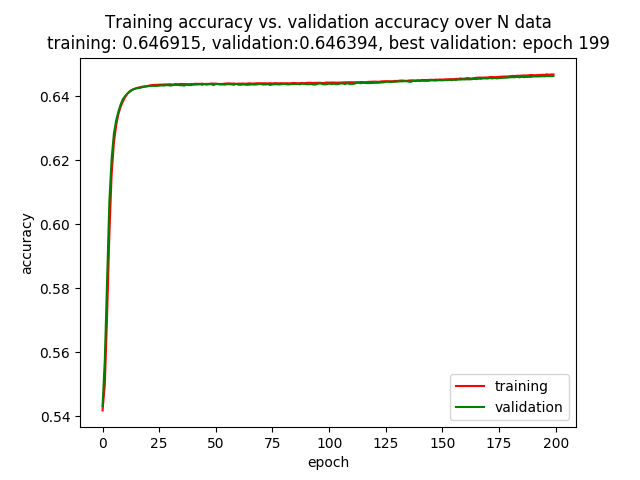 Training accuracy vs. validation accuracy over N data
training: 0.646915, validation:0.646394, best validation: epoch 199
0.64
0.62
0.60
0.58
0.56
0.54
accuracy
training
validation
0 25 50 75 100 125 150 175 200
epoch